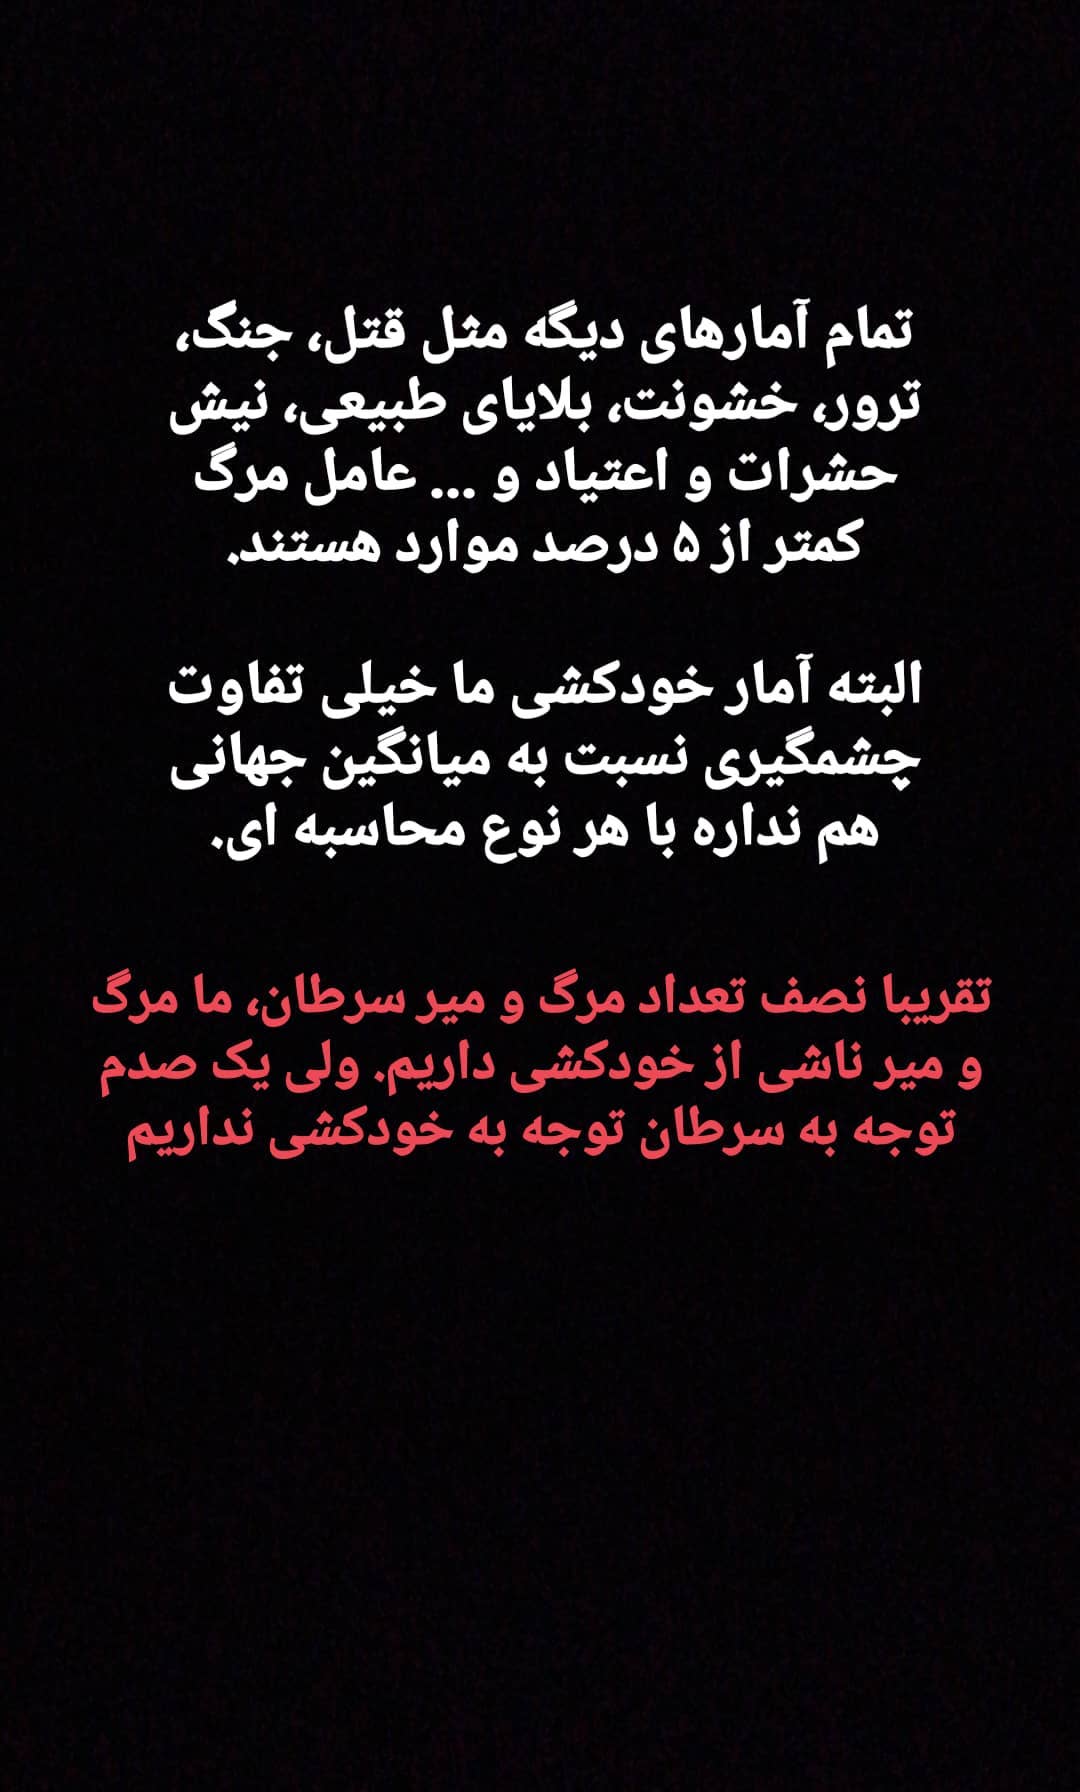 تمام آمارهای دیگه مثل قتل، جنگ،
ترور، خشونت، بلایای طبیعی، نیش
حشرات و اعتیاد و ... عامل مرگ
کمتر از ۵ درصد موارد هستند.
البته آمار خودکشی ما خیلی تفاوت
چشمگیری نسبت به میانگین جهانی
هم نداره با هر نوع محاسبه ای.
تقریبا نصف تعداد مرگ و میر سرطان، ما مرگ
و میر ناشی از خودکشی داریم. ولی یک صدم
توجه به سرطان توجه به خودکشی نداریم